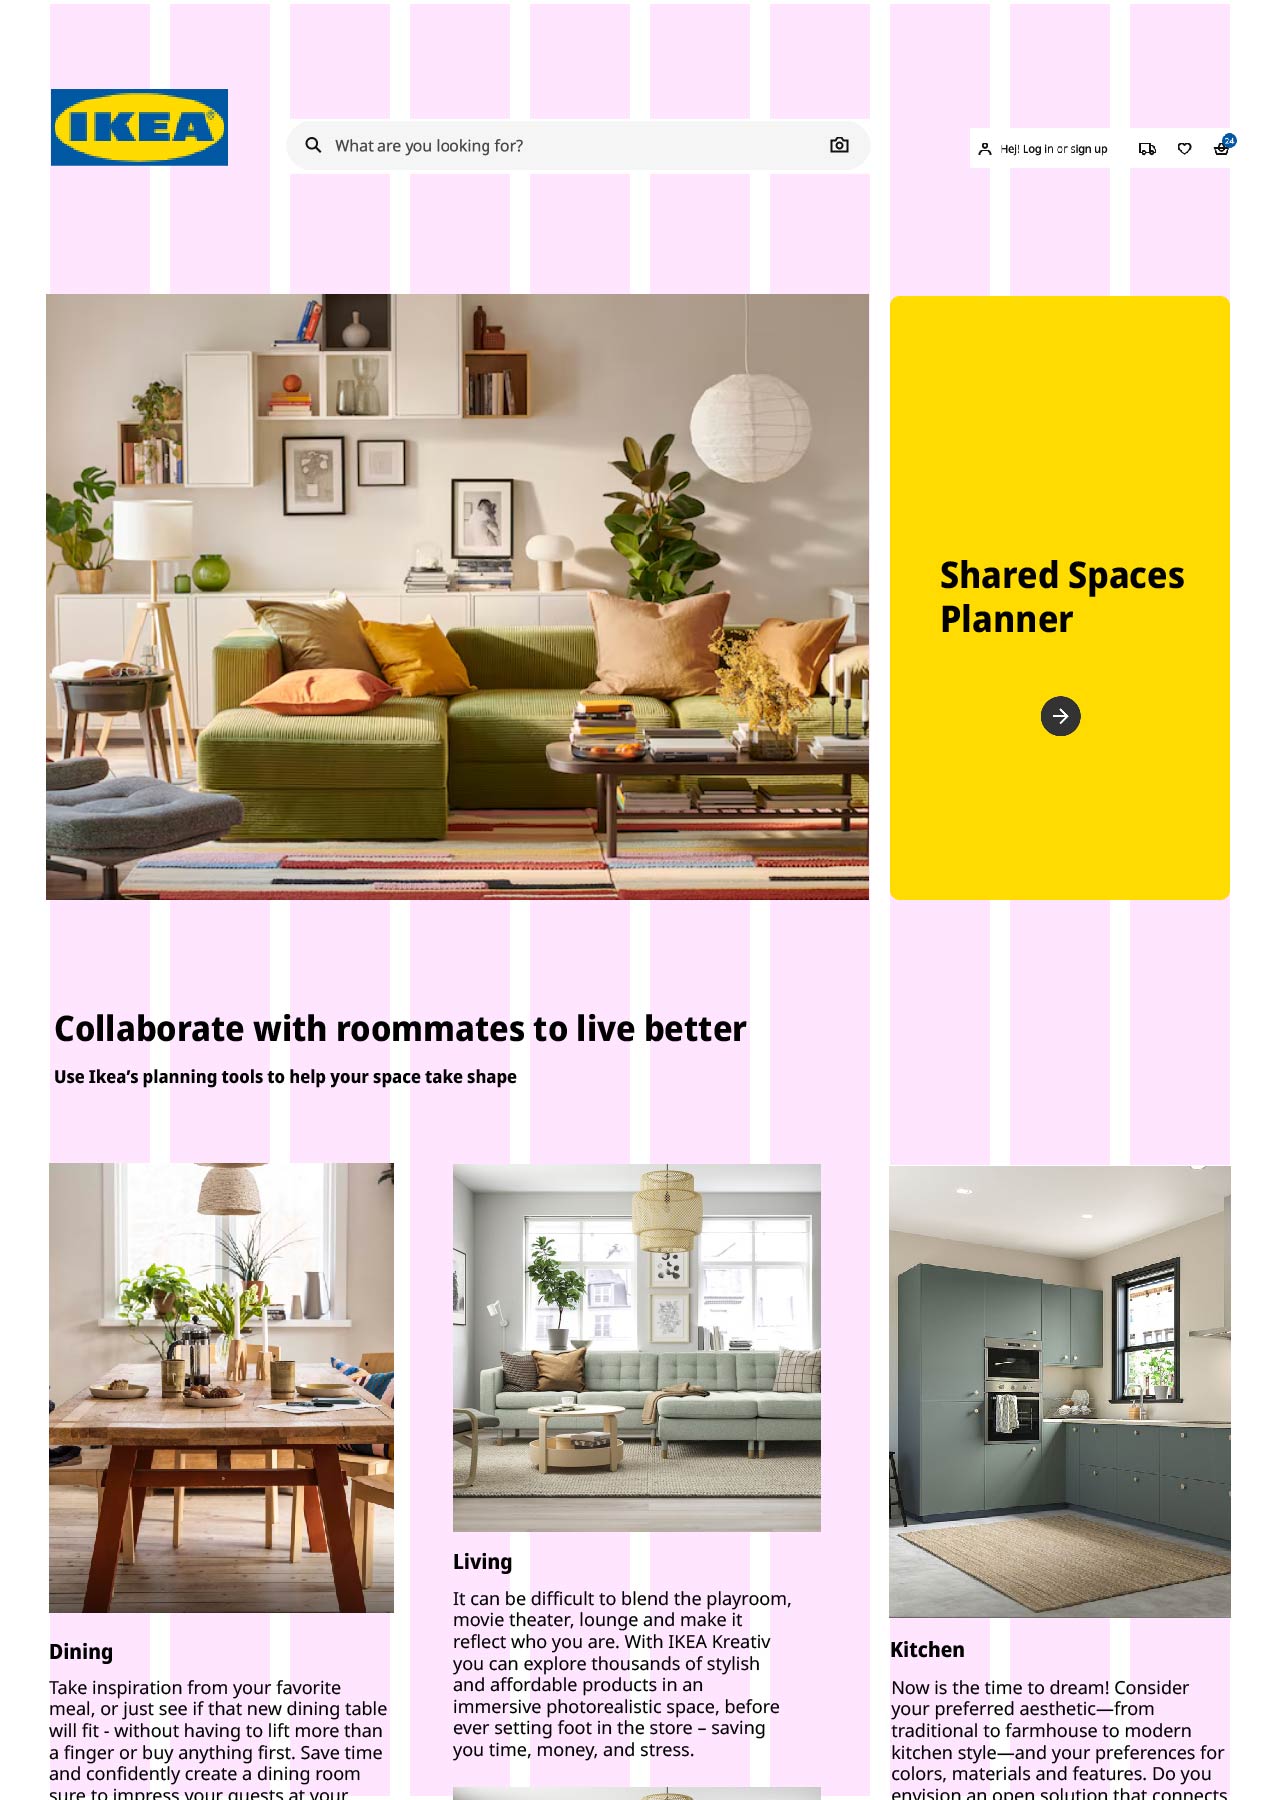 IKEA
What are you looking for?
Hej! Log in or sign up
24
Shared Spaces
Planner
Collaborate with roommates to live better
Use Ikea’s planning tools to help your space take shape
Dining
Take inspiration from your favorite
meal, or just see if that new dining table
will fit - without having to lift more than
a finger or buy anything first. Save time
and confidently create a dining room
sure to impress your guests at your
Living
It can be difficult to blend the playroom,
movie theater, lounge and make it
reflect who you are. With IKEA Kreativ
you can explore thousands of stylish
and affordable products in an
immersive photorealistic space, before
ever setting foot in the store – saving
you time, money, and stress.
Kitchen
Now is the time to dream! Consider
your preferred aesthetic—from
traditional to farmhouse to modern
kitchen style—and your preferences for
colors, materials and features. Do you
envision an open solution that connects